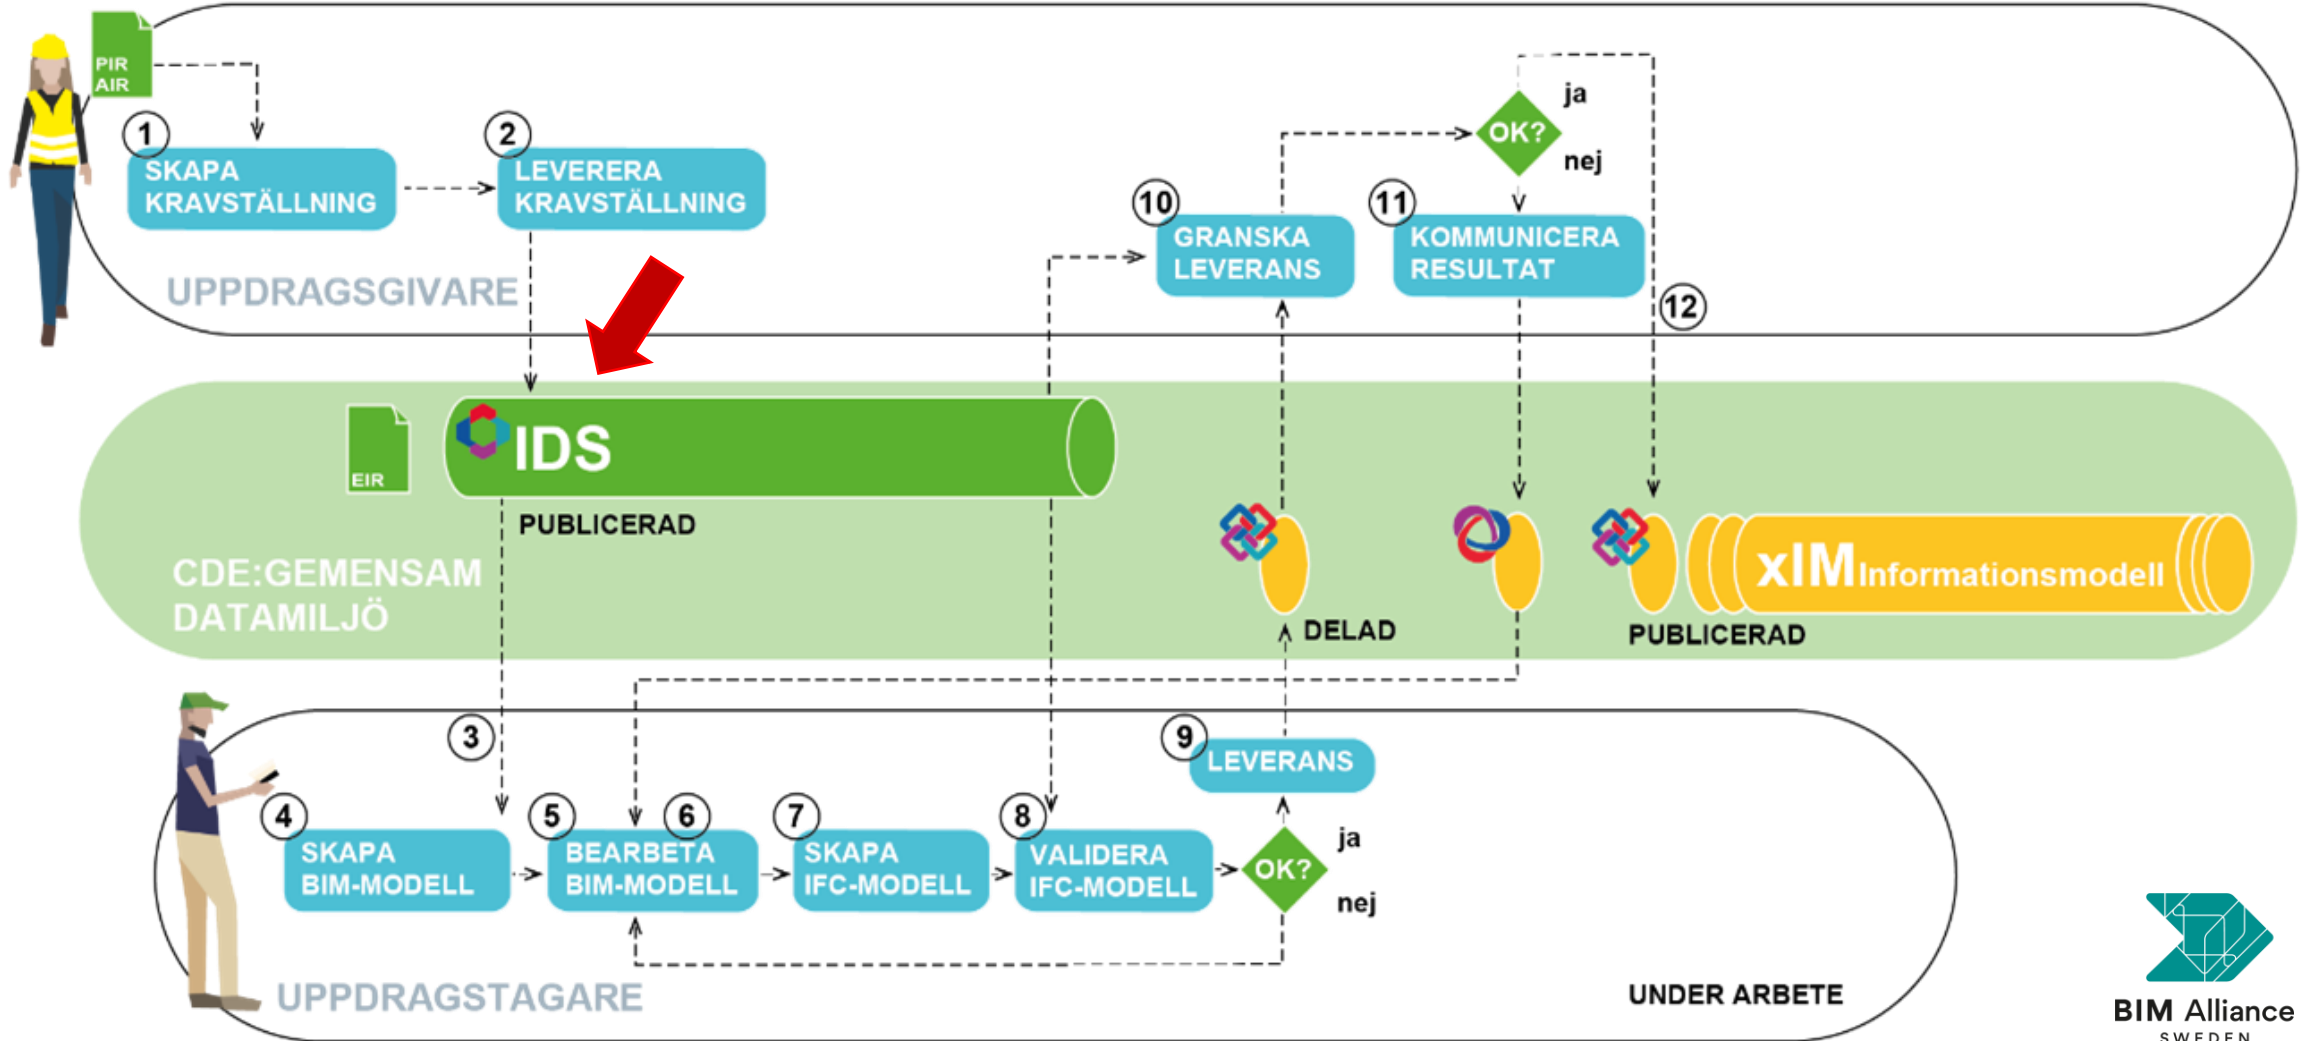 PIR
AIR
1
SKAPA
KRAVSTÄLLNING
2
LEVERERA
KRAVSTÄLLNING
UPPDRAGSGIVARE
10
GRANSKA
LEVERANS
OK?
ja
nej
11
KOMMUNICERA
RESULTAT
12
EIR
IDS
PUBLICERAD
CDE:GEMENSAM
DATAMILJÖ
DELAD
xIM Informationsmodell
PUBLICERAD
3
4
SKAPA
BIM-MODELL
5
6
BEARBETA
BIM-MODELL
7
SKAPA
IFC-MODELL
8
VALIDERA
IFC-MODELL
9
LEVERANS
OK?
ja
nej
UPPDRAGSTAGARE
UNDER ARBETE
BIM Alliance
SWEDEN